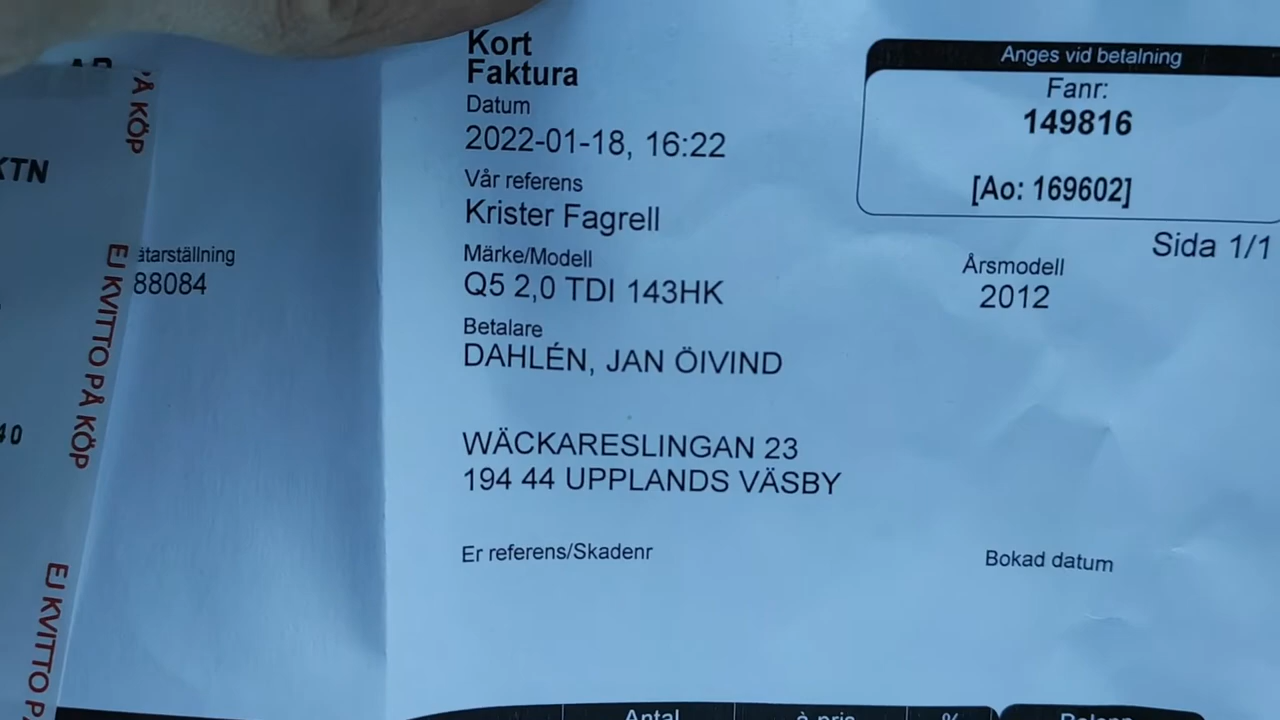 Kort
Faktura
Datum
2022-01-18, 16:22
Vår referens
Krister Fagrell
Märke/Modell
Q5 2,0 TDI 143HK
Betalare
DAHLÉN, JAN ÖIVIND
WÄCKARESLINGAN 23
194 44 UPPLANDS VÄSBY
Er referens/Skadenr
Bokad datum
Anges vid betalning
Fanr:
149816
[Ao: 169602]
Sida 1/1
Årsmodell
2012
ätarställning
88084
KTN
40
Å KÖP
EJ KVITTO PÅ KÖP
EJ KVITTO PÅ
Antal
à pris
%